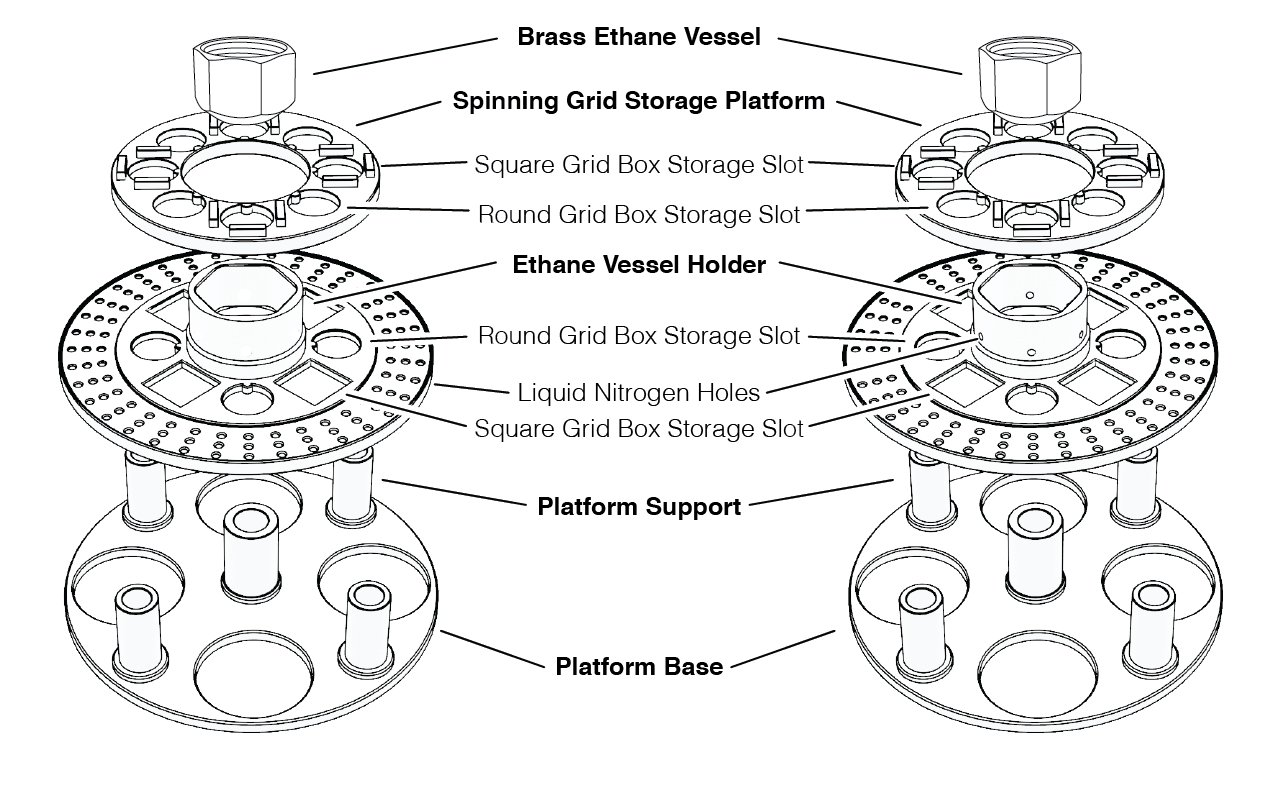 Brass Ethane Vessel
Spinning Grid Storage Platform
Square Grid Box Storage Slot
Round Grid Box Storage Slot
Ethane Vessel Holder
Round Grid Box Storage Slot
Liquid Nitrogen Holes
Square Grid Box Storage Slot
Platform Support
Platform Base